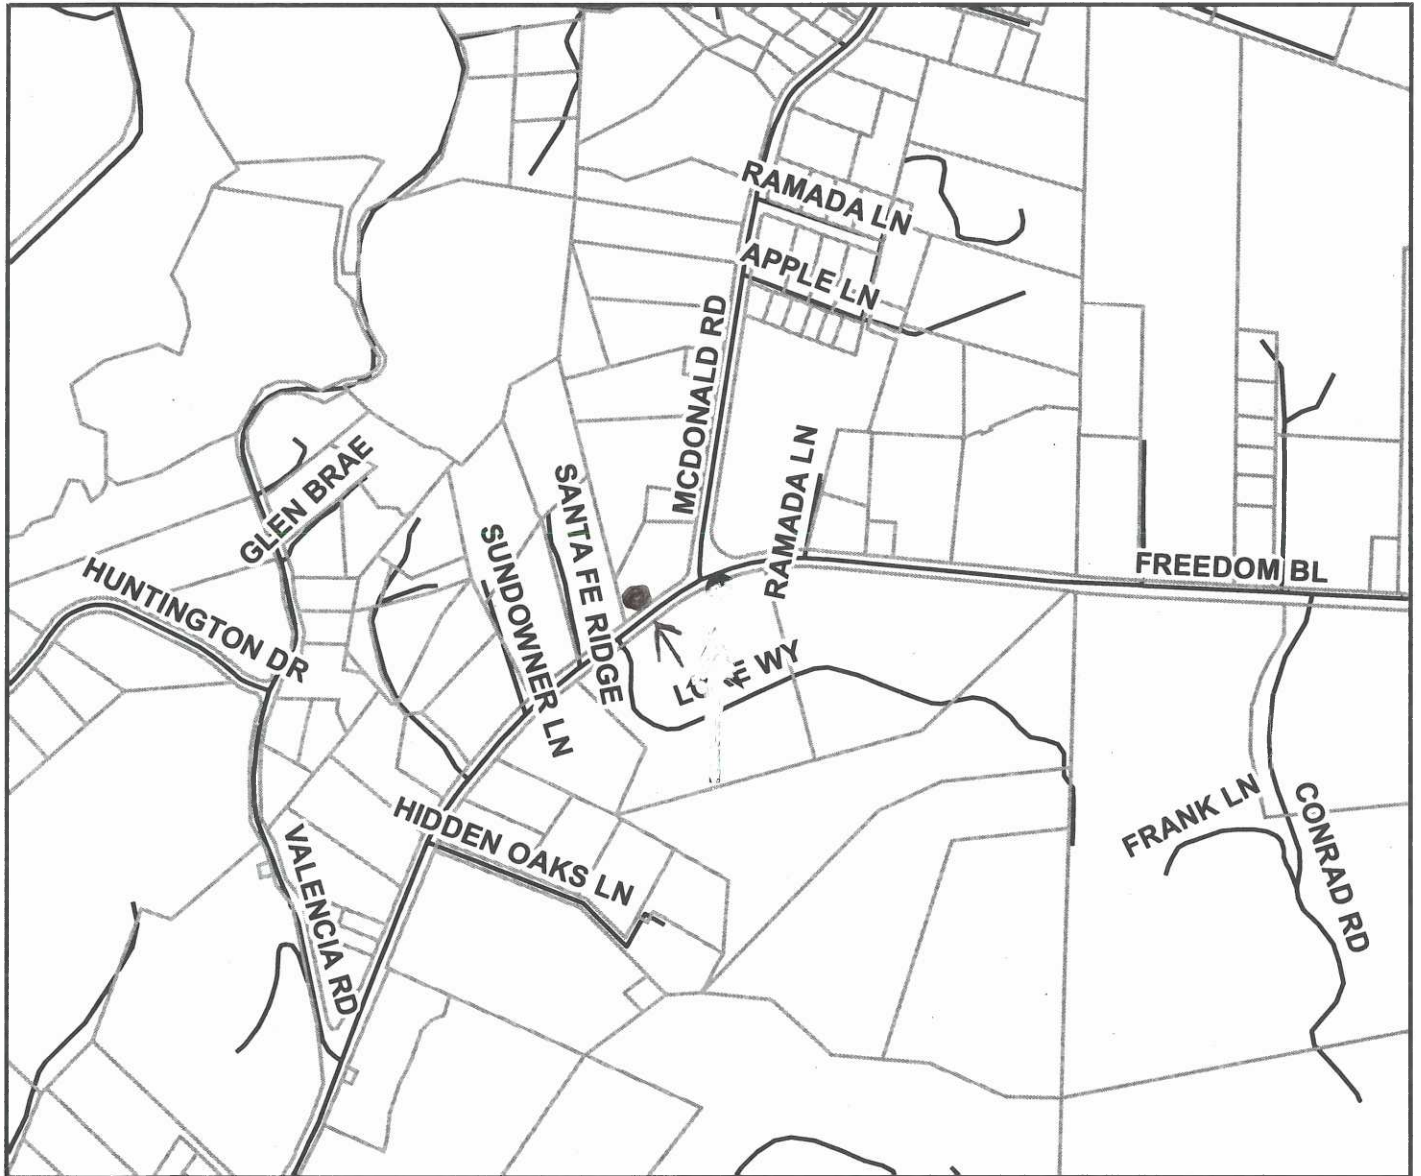 RAMADA LN
APPLE LN
MCDONALD RD
RAMADA LN
GLEN BRAE
SANTA FE RIDGE
SUNDOWNER LN
FREEDOM BL
HUNTINGTON DR
WY
HIDDEN OAKS LN
VALENCIA RD
FRANK LN
CONRAD RD